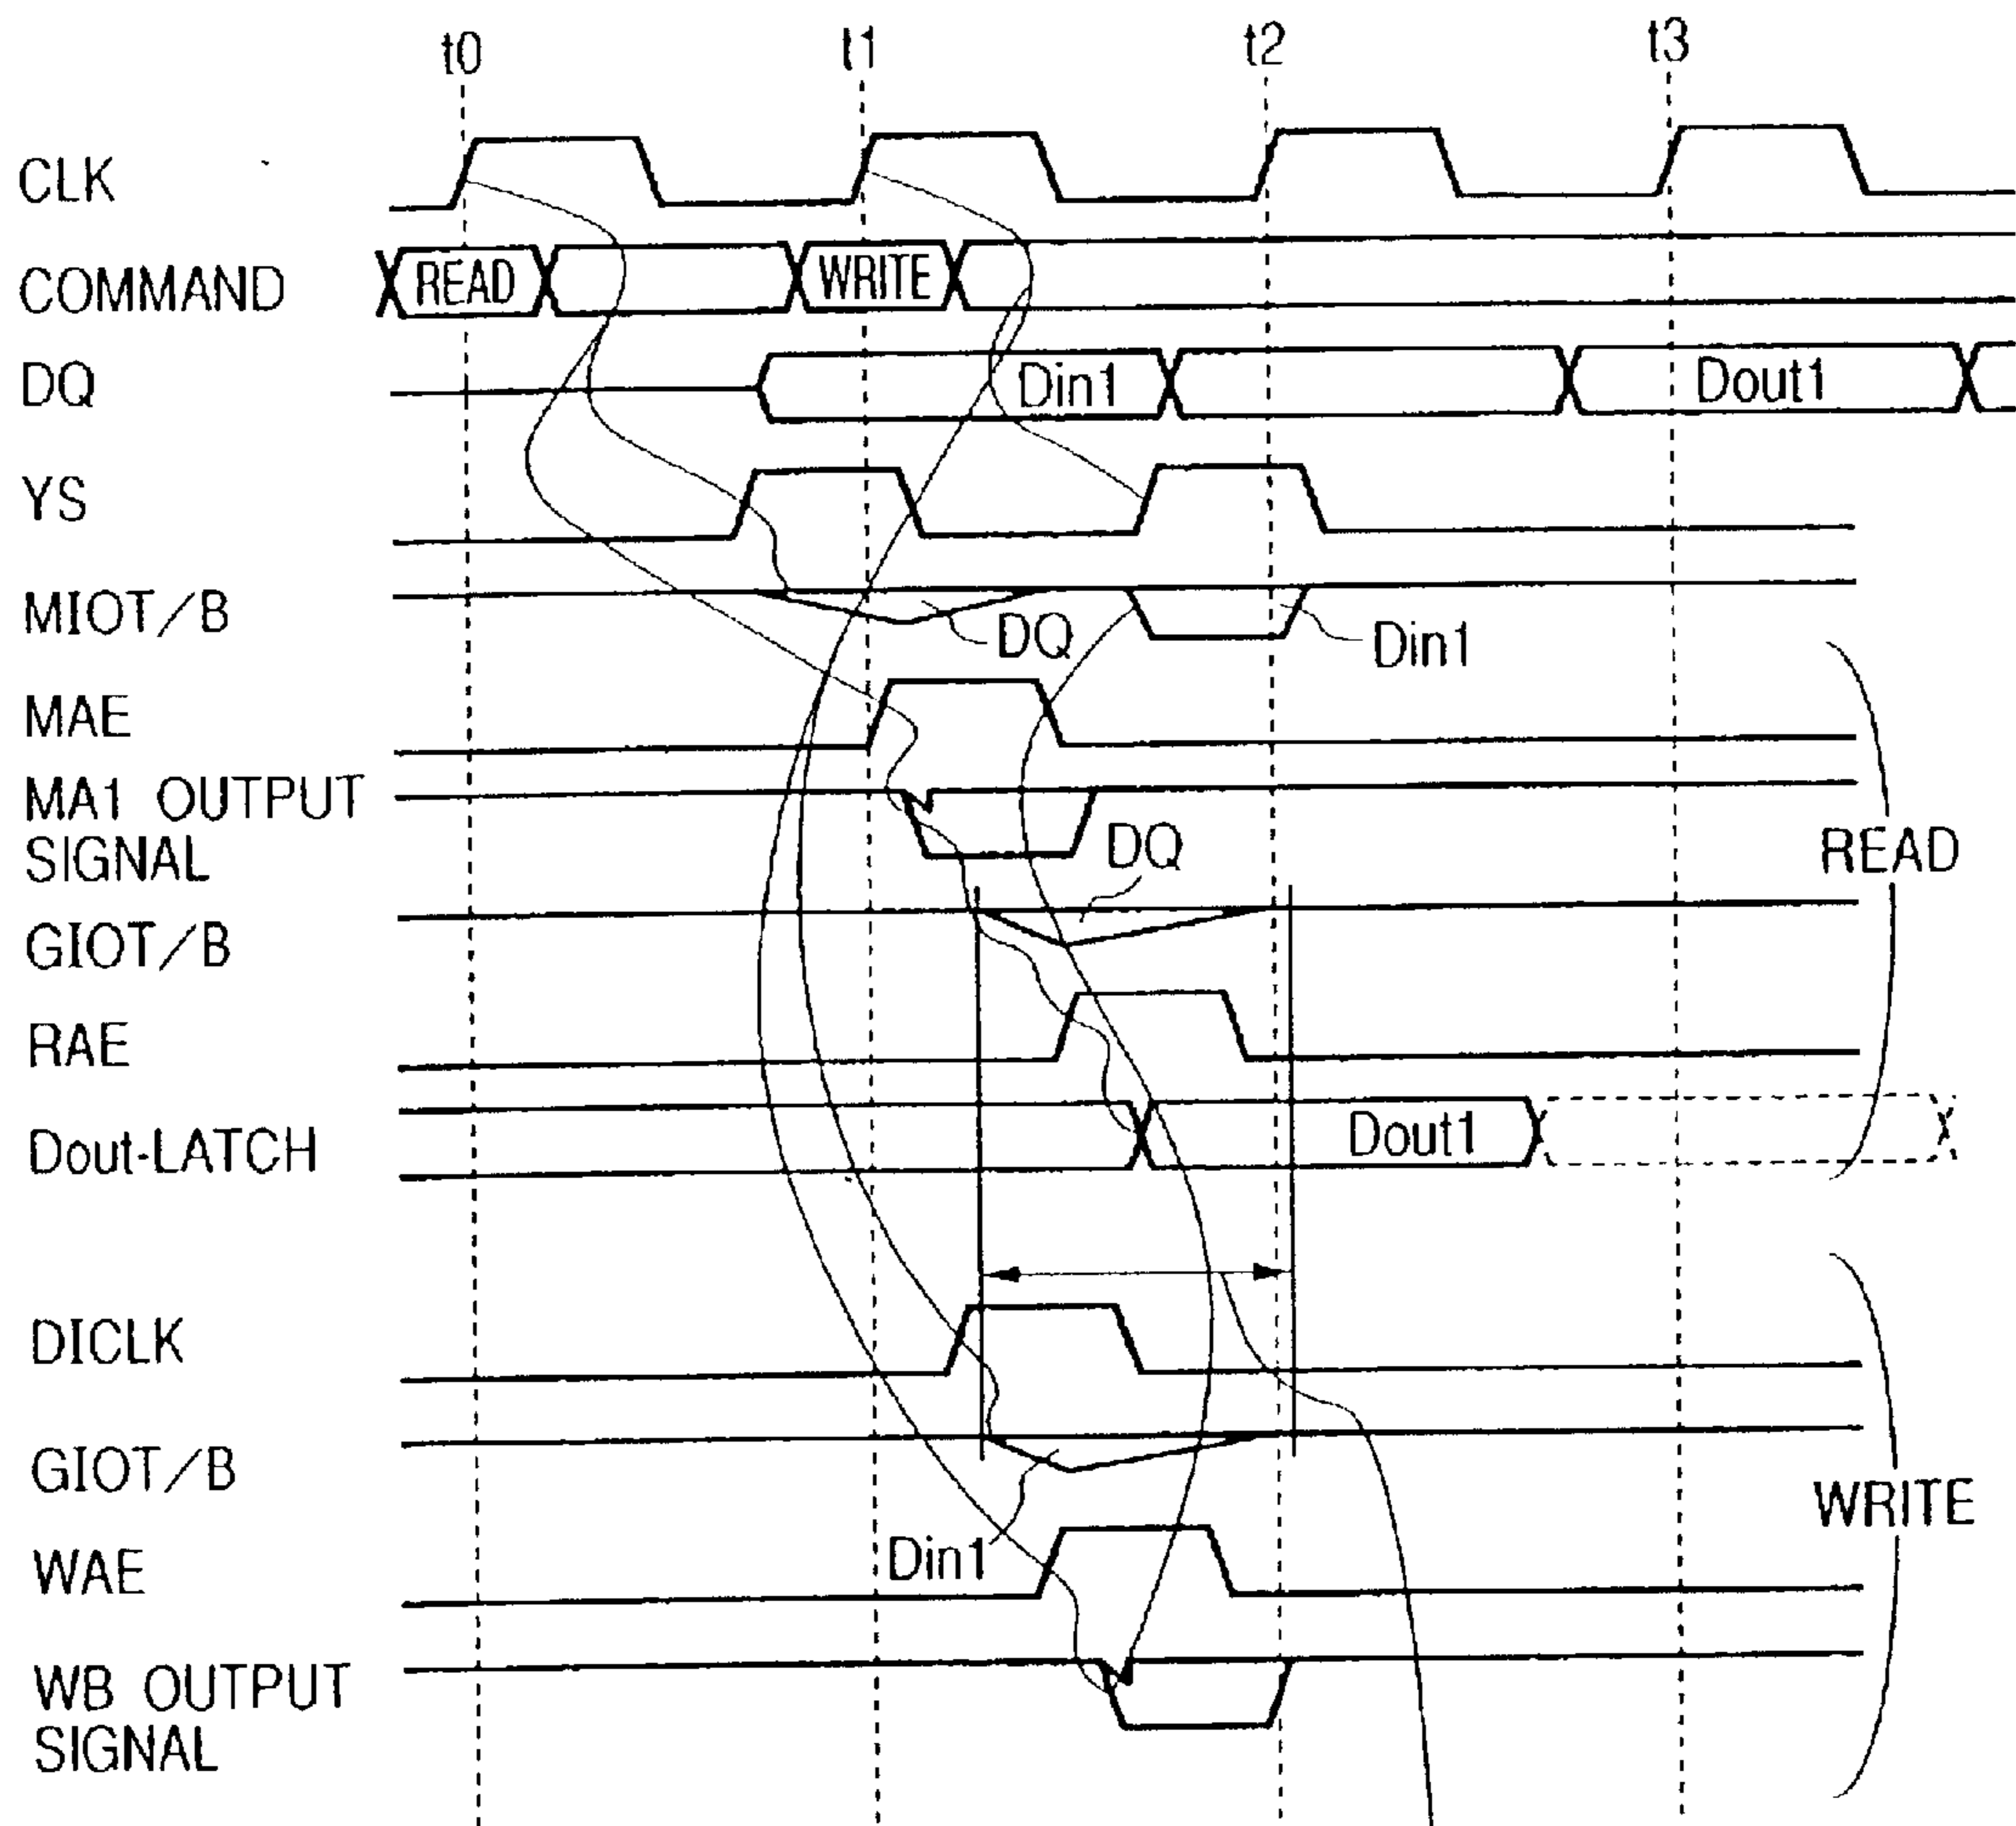 t0 t1 t2 t3
CLK
COMMAND READ WRITE
DQ Din1 Dout1
YS
MIOT/B DQ Din1
MAE
MA1 OUTPUT
SIGNAL
DQ
READ
GIOT/B
RAE
Dout-LATCH Dout1
DICLK
GIOT/B
WRITE
Din1
WAE
WB OUTPUT
SIGNAL